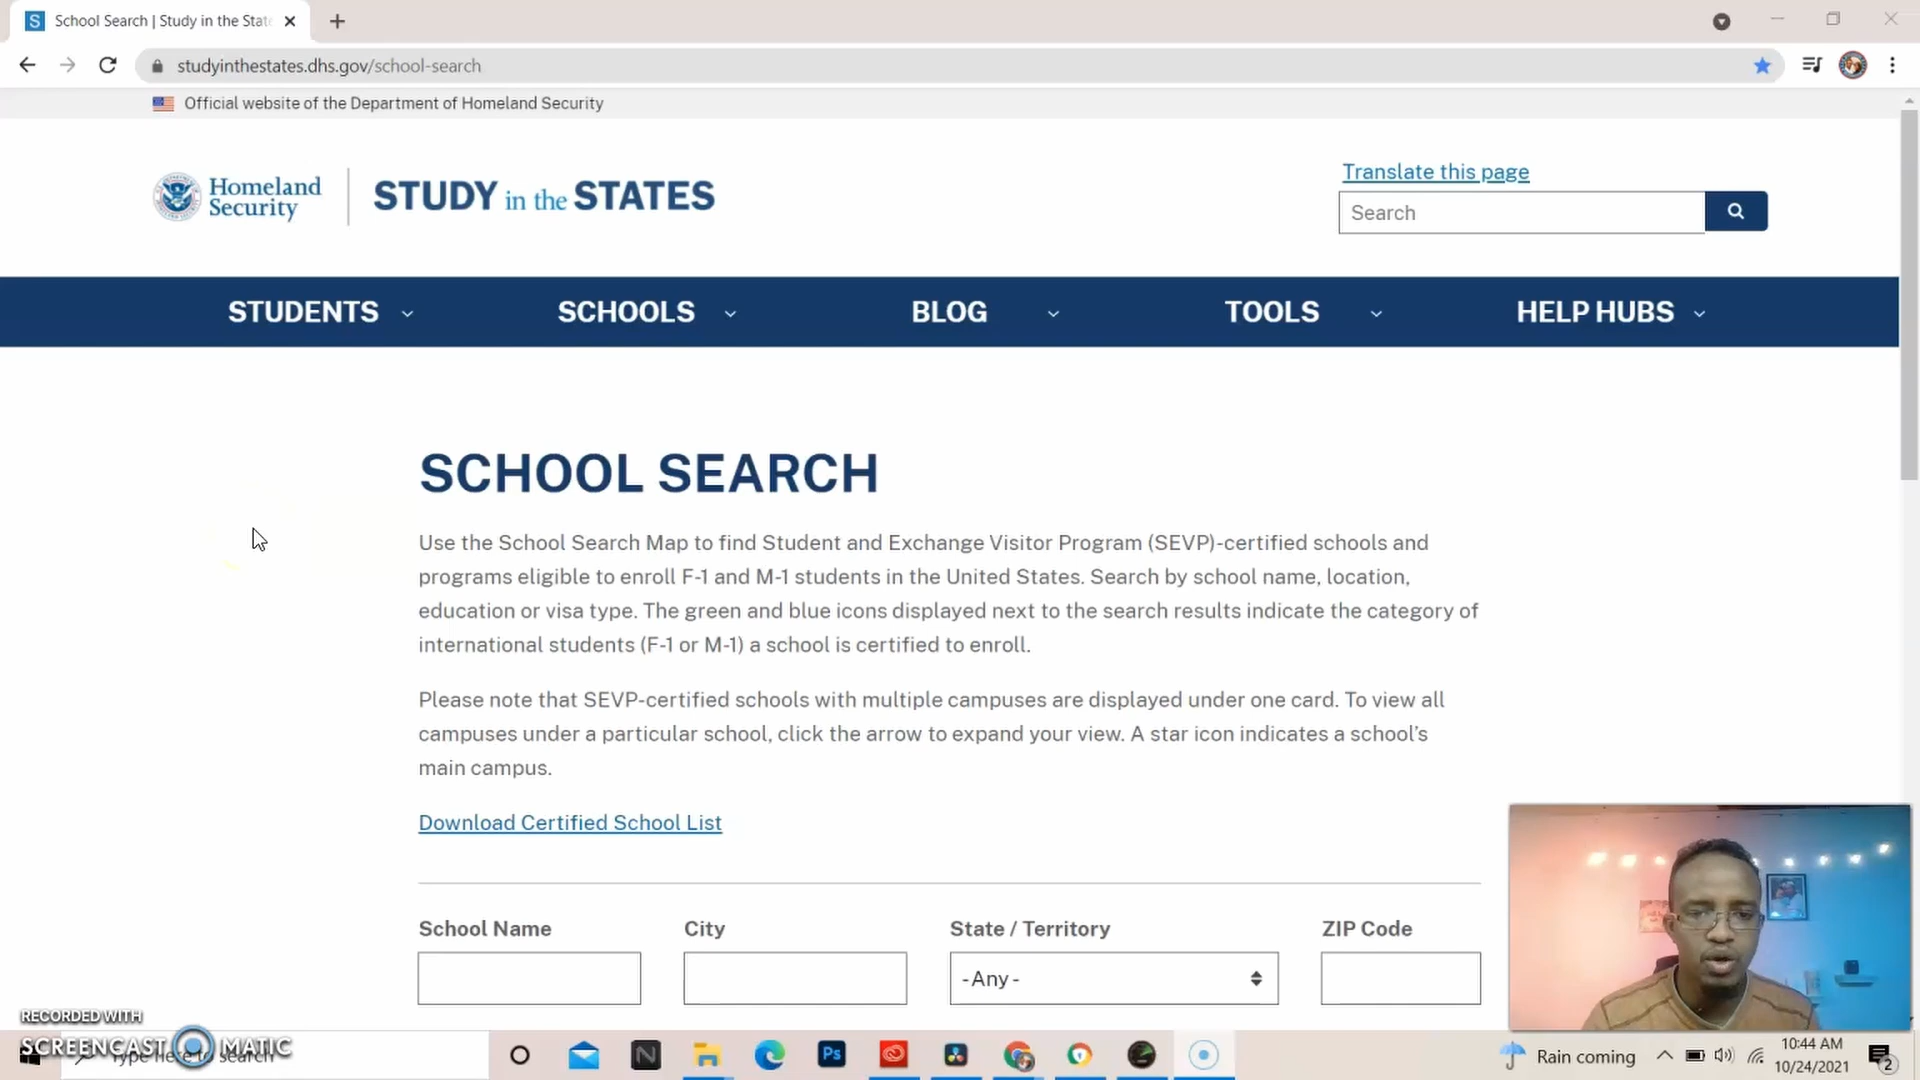 School Search | Study in the State
studyinthestates.dhs.gov/school-search
Official website of the Department of Homeland Security
Homeland
Security
STUDY in the STATES
Translate this page
Search
STUDENTS
SCHOOLS
BLOG
TOOLS
HELP HUBS
SCHOOL SEARCH
Use the School Search Map to find Student and Exchange Visitor Program (SEVP)-certified schools and
programs eligible to enroll F-1 and M-1 students in the United States. Search by school name, location,
education or visa type. The green and blue icons displayed next to the search results indicate the category of
international students (F-1 or M-1) a school is certified to enroll.
Please note that SEVP-certified schools with multiple campuses are displayed under one card. To view all
campuses under a particular school, click the arrow to expand your view. A star icon indicates a school's
main campus.
Download Certified School List
School Name
City
State / Territory
ZIP Code
- Any -
RECORDED WITH
SCREENCAST MATIC
Type here to search
Ps
Rain coming
10:44 AM
10/24/2021
2